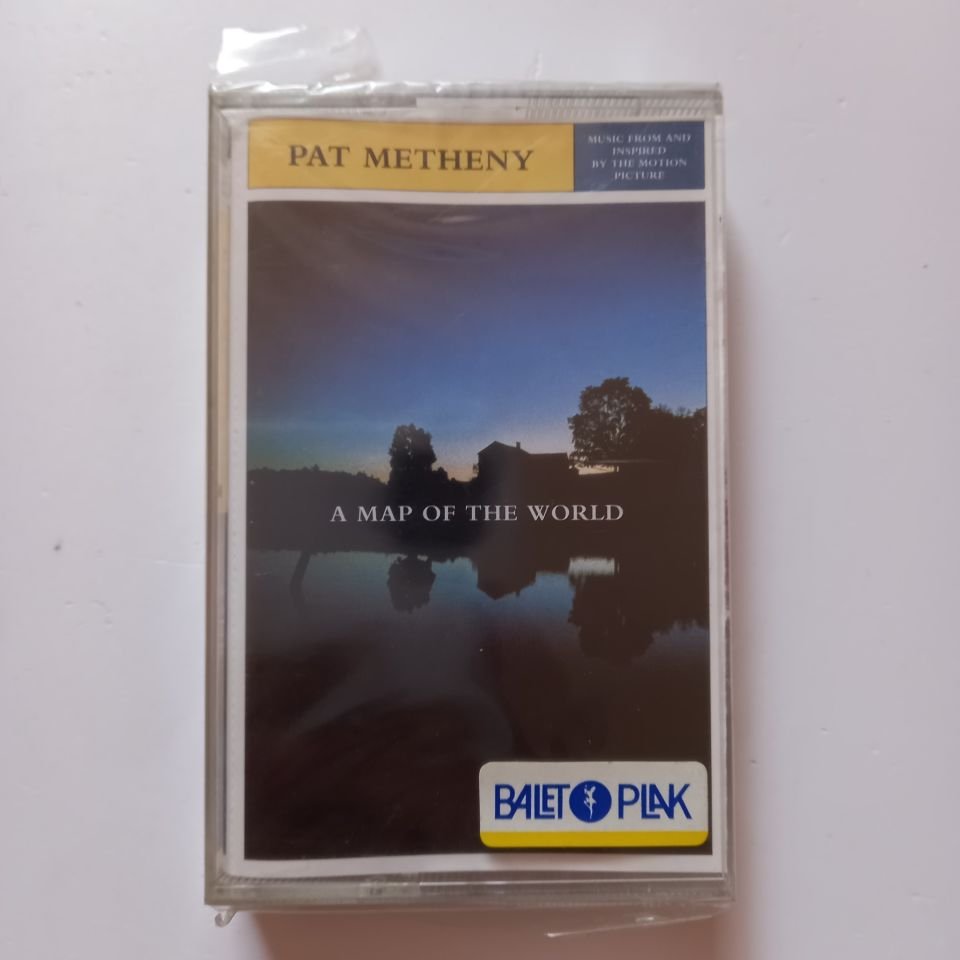 PAT METHENY
MUSIC FROM AND
INSPIRED
BY THE MOTION
PICTURE
A MAP OF THE WORLD
BALET PLAK